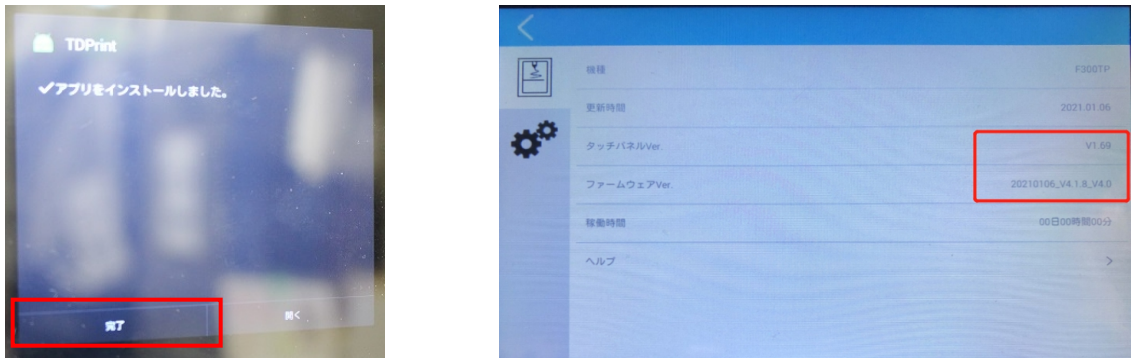 TDPrint
✓アプリをインストールしました。
完了
開く
機種 F300TP
更新時間 2021.01.06
タッチパネルVer. V1.69
ファームウェアVer. 20210106_V4.1.8_V4.0
稼働時間 00日00時間00分
ヘルプ >